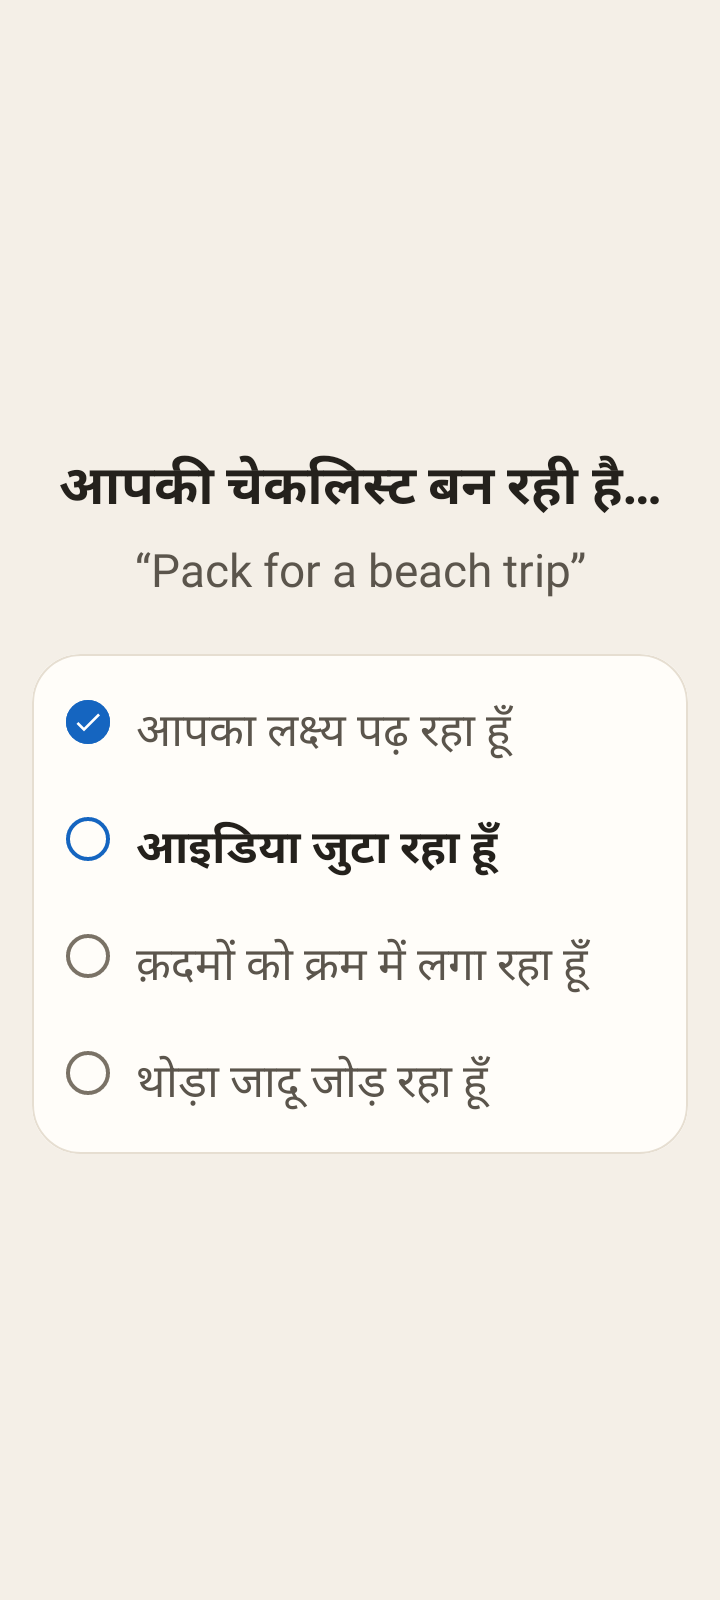 आपकी चेकलिस्ट बन रही है...
“Pack for a beach trip”
आपका लक्ष्य पढ़ रहा हूँ
आइडिया जुटा रहा हूँ
क़दमों को क्रम में लगा रहा हूँ
थोड़ा जादू जोड़ रहा हूँ